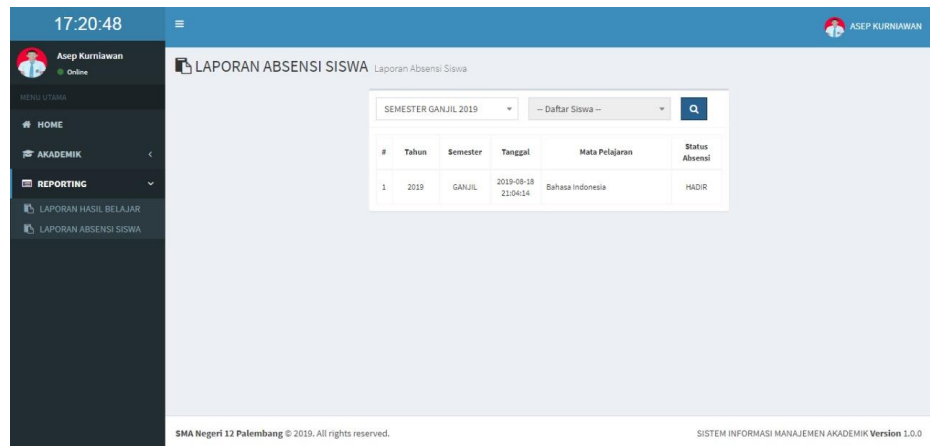 17:20:48
ASEP KURNIAWAN
Asep Kurniawan
Online
MENU UTAMA
HOME
AKADEMIK
REPORTING
LAPORAN HASIL BELAJAR
LAPORAN ABSENSI SISWA
LAPORAN ABSENSI SISWA Laporan Absensi Siswa
SEMESTER GANJIL 2019 -- Daftar Siswa --
# Tahun Semester Tanggal Mata Pelajaran Status Absensi
1 2019 GANJIL 2019-08-18 21:04:14 Bahasa Indonesia HADIR
SMA Negeri 12 Palembang © 2019. All rights reserved.
SISTEM INFORMASI MANAJEMEN AKADEMIK Version 1.0.0